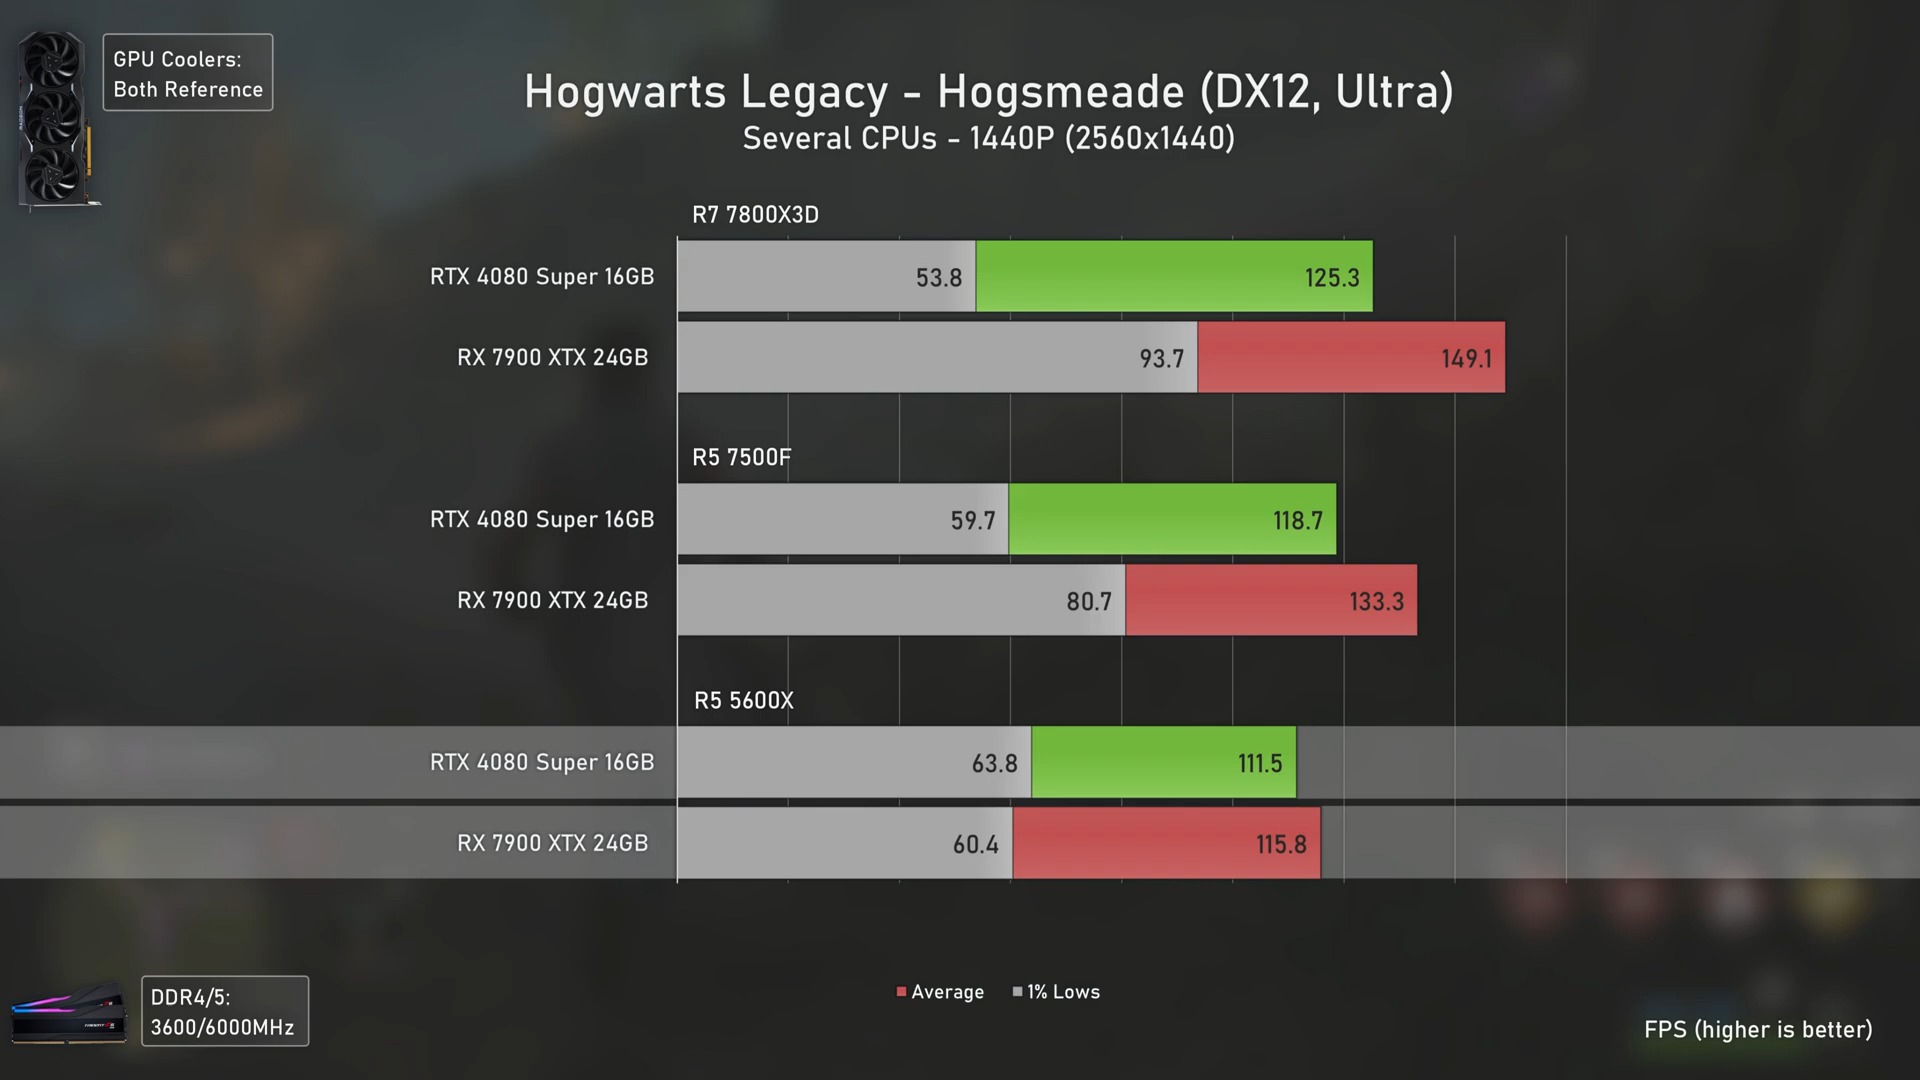 GPU Coolers:
Both Reference
Hogwarts Legacy - Hogsmeade (DX12, Ultra)
Several CPUs - 1440P (2560x1440)
R7 7800X3D
RTX 4080 Super 16GB
53.8
125.3
RX 7900 XTX 24GB
93.7
149.1
R5 7500F
RTX 4080 Super 16GB
59.7
118.7
RX 7900 XTX 24GB
80.7
133.3
R5 5600X
RTX 4080 Super 16GB
63.8
111.5
RX 7900 XTX 24GB
60.4
115.8
Average
1% Lows
DDR4/5:
3600/6000MHz
FPS (higher is better)